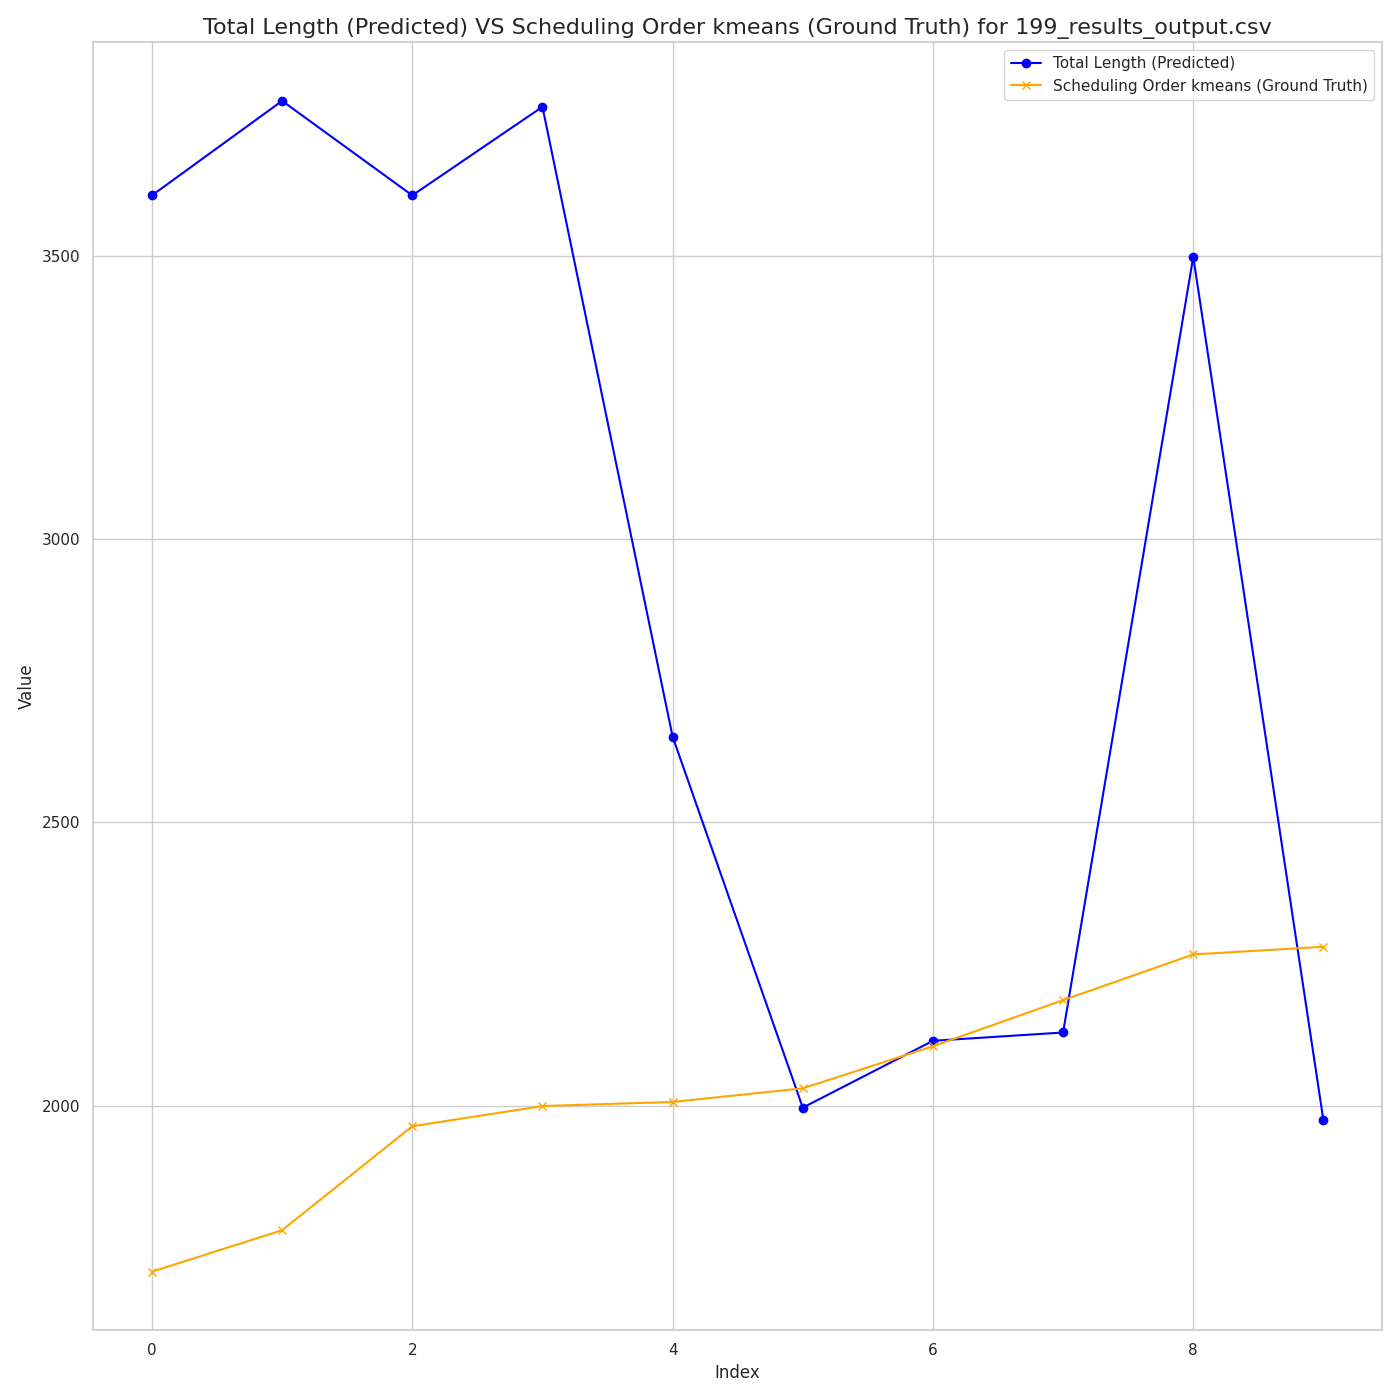 Total Length (Predicted) VS Scheduling Order kmeans (Ground Truth) for 199_results_output.csv
Total Length (Predicted)
Scheduling Order kmeans (Ground Truth)
3500
3000
2500
2000
Value
0 2 4 6 8
Index